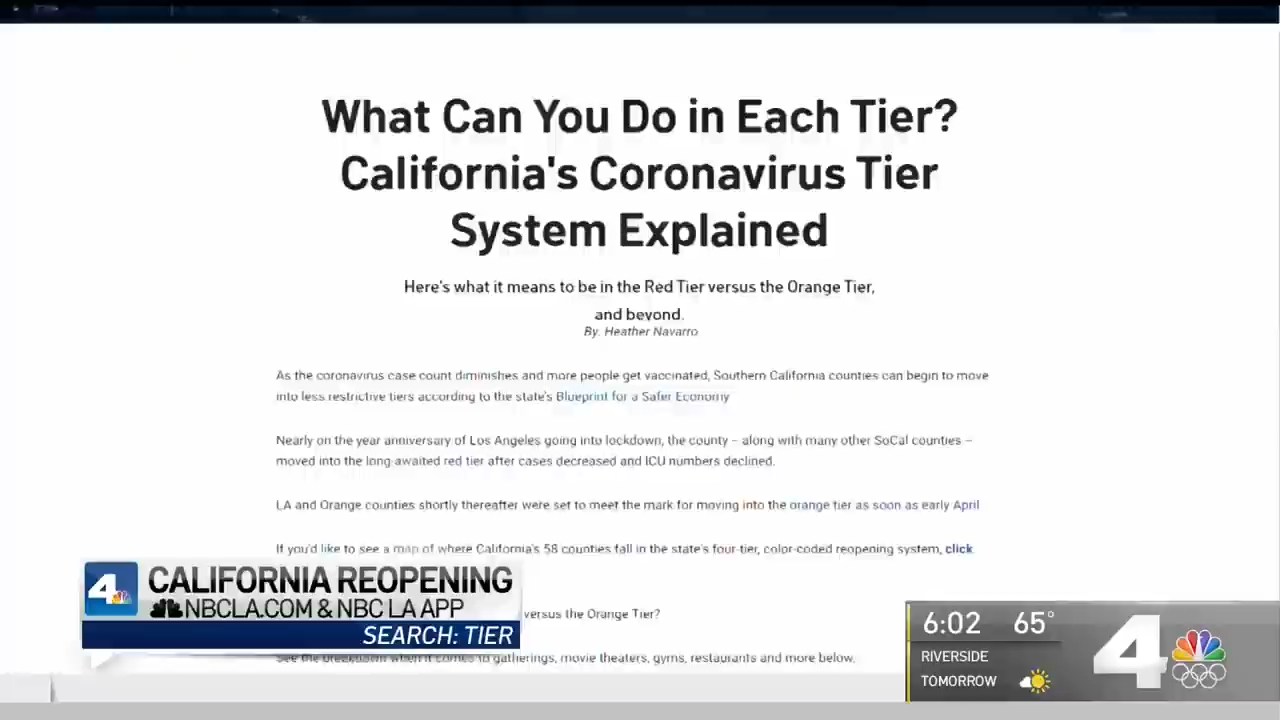 What Can You Do in Each Tier?
California's Coronavirus Tier
System Explained
Here's what it means to be in the Red Tier versus the Orange Tier,
and beyond.
By: Heather Navarro
As the coronavirus case count diminishes and more people get vaccinated, Southern California counties can begin to move
into less restrictive tiers according to the state's Blueprint for a Safer Economy
Nearly on the year anniversary of Los Angeles going into lockdown, the county – along with many other SoCal counties –
moved into the long-awaited red tier after cases decreased and ICU numbers declined.
LA and Orange counties shortly thereafter were set to meet the mark for moving into the orange tier as soon as early April
If you'd like to see a map of where California's 58 counties fall in the state's four-tier, color-coded reopening system, click
versus the Orange Tier?
See the breakdown when it comes to gatherings, movie theaters, gyms, restaurants and more below.
4 CALIFORNIA REOPENING
NBCLA.COM & NBC LA APP
SEARCH: TIER
6:02 65°
RIVERSIDE
TOMORROW
4